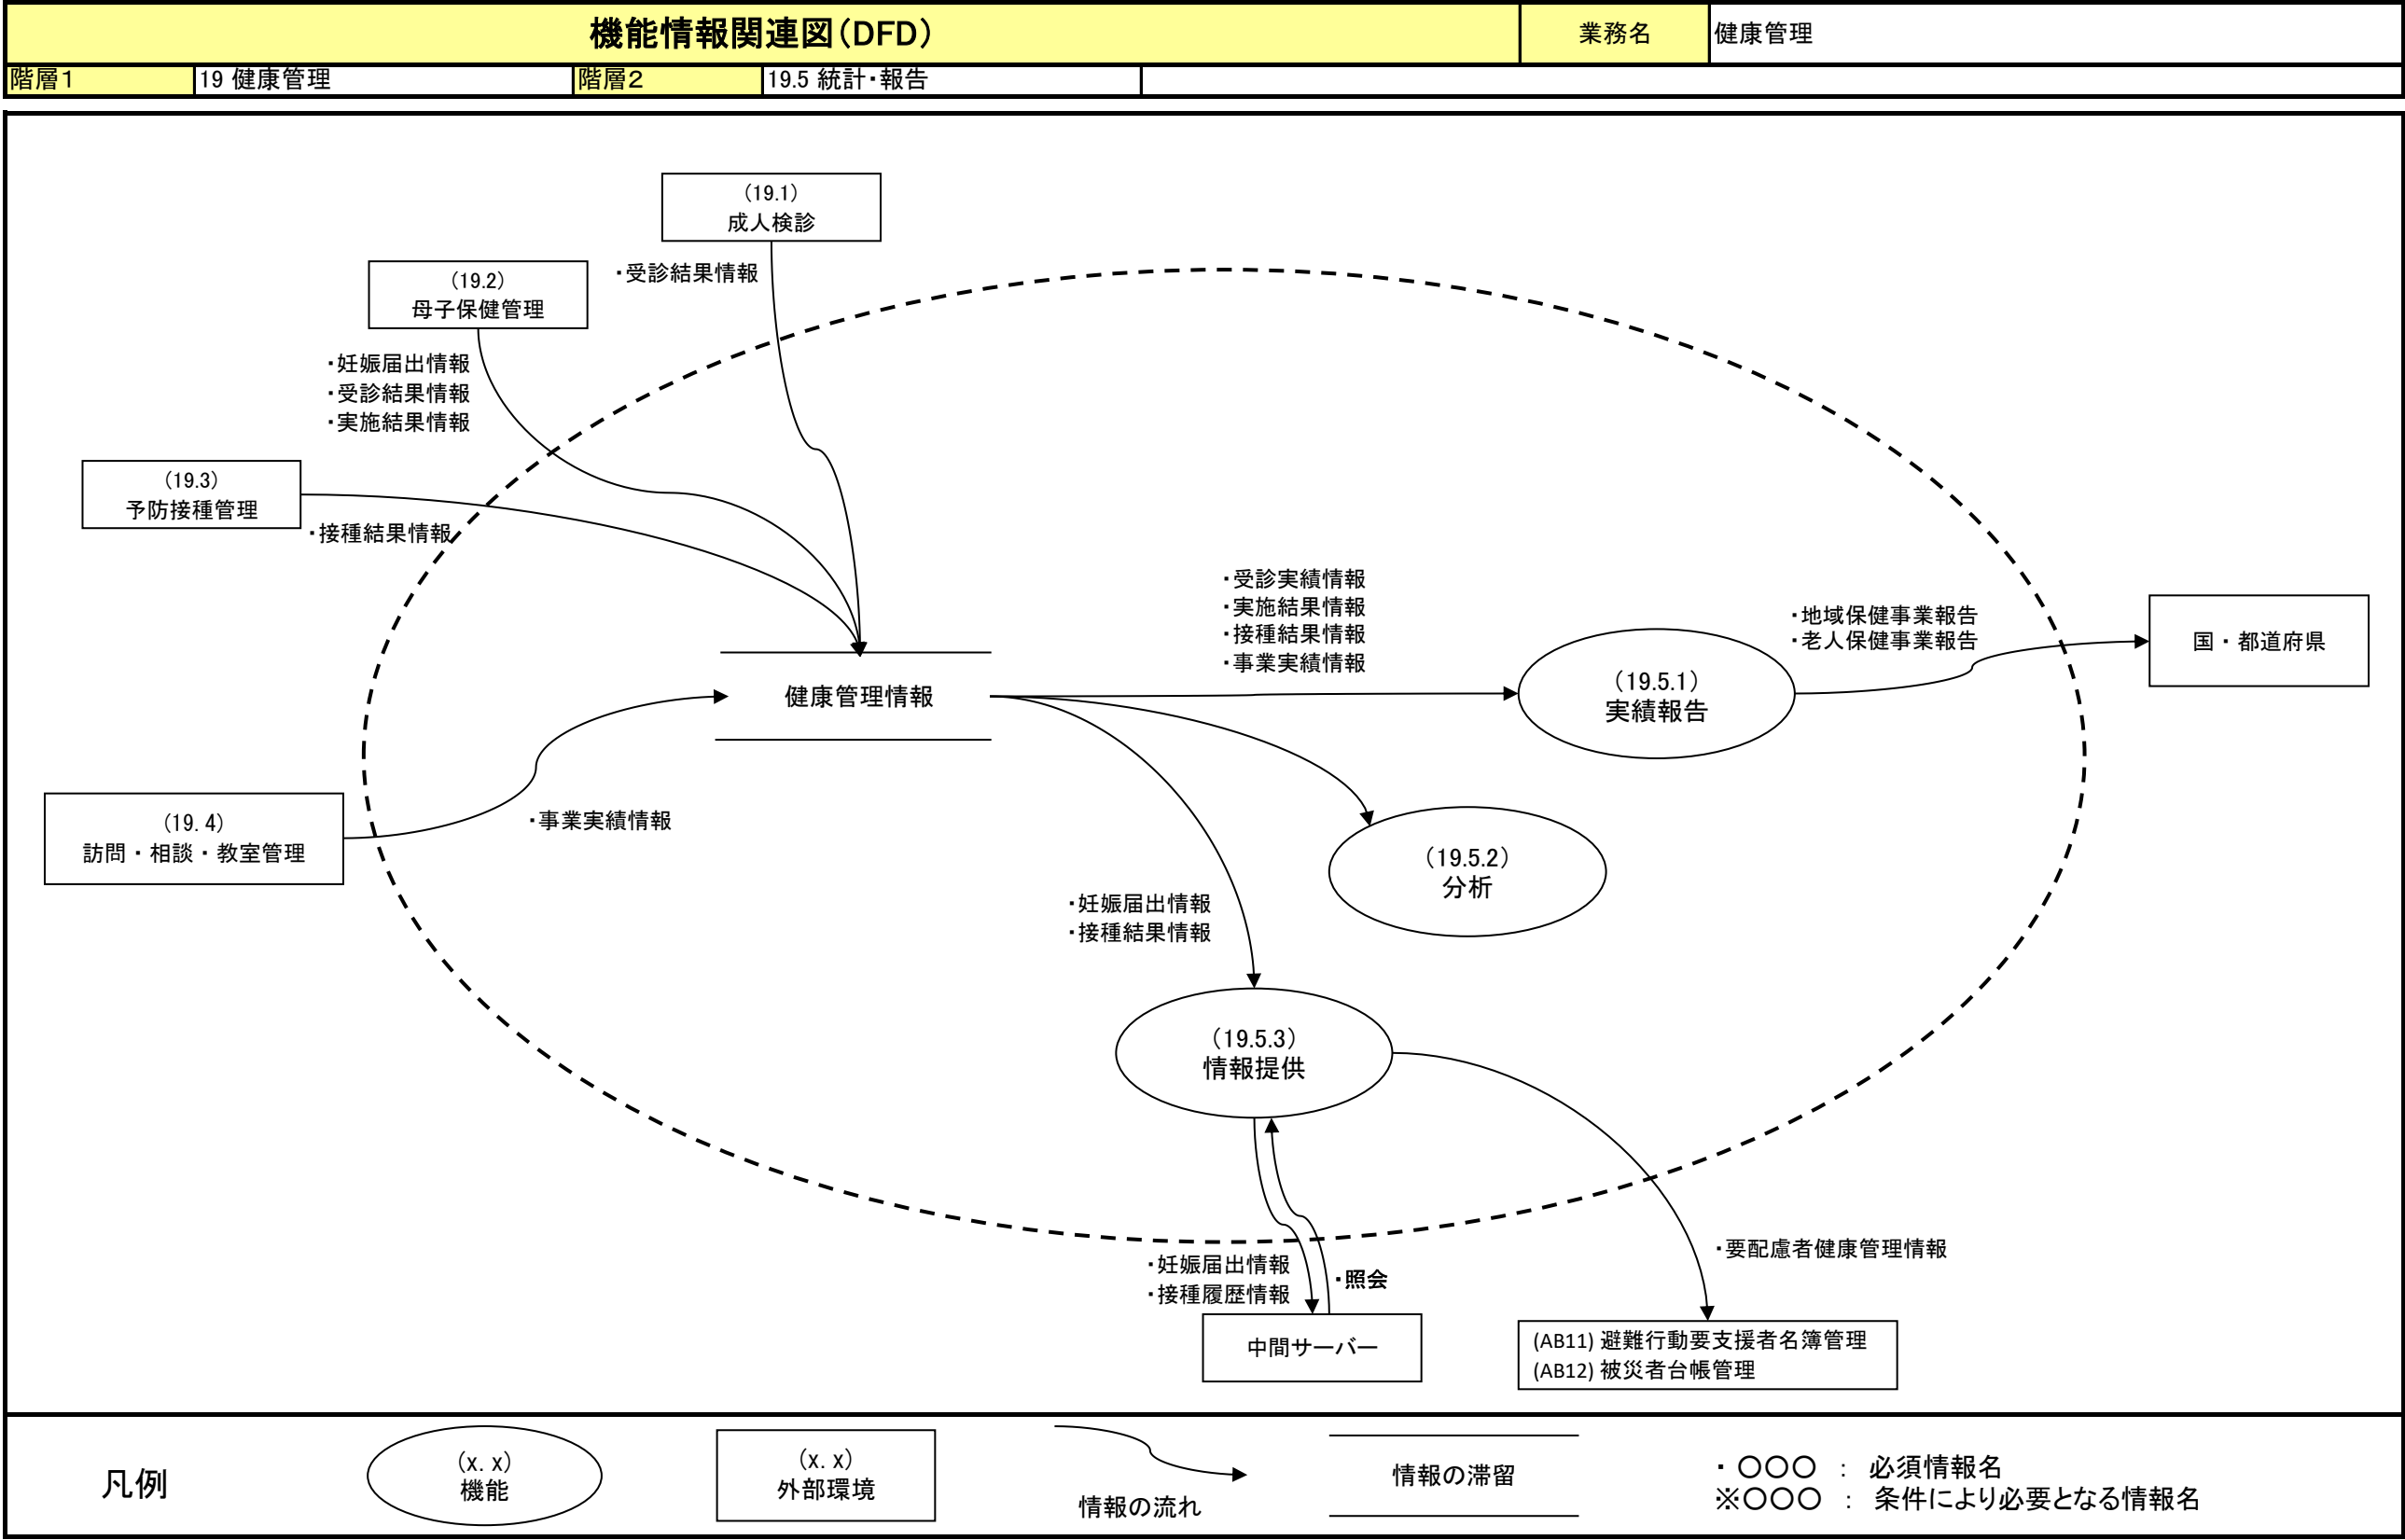 機能情報関連図（DFD）
業務名
健康管理
階層１
19 健康管理
階層２
19.5 統計・報告
（19.1）
成人検診
・受診結果情報
（19.2）
母子保健管理
・妊娠届出情報
・受診結果情報
・実施結果情報
（19.3）
予防接種管理
・接種結果情報
・受診実績情報
・実施結果情報
・接種結果情報
・事業実績情報
・地域保健事業報告
・老人保健事業報告
国・都道府県
（19.5.1）
実績報告
健康管理情報
（19.4）
訪問・相談・教室管理
・事業実績情報
（19.5.2）
分析
・妊娠届出情報
・接種結果情報
（19.5.3）
情報提供
・妊娠届出情報
・接種履歴情報
・照会
・要配慮者健康管理情報
中間サーバー
(AB11) 避難行動要支援者名簿管理
(AB12) 被災者台帳管理
凡例
（x．x）
機能
（x．x）
外部環境
情報の流れ
情報の滞留
・ 〇〇〇 ： 必須情報名
※〇〇〇 ： 条件により必要となる情報名